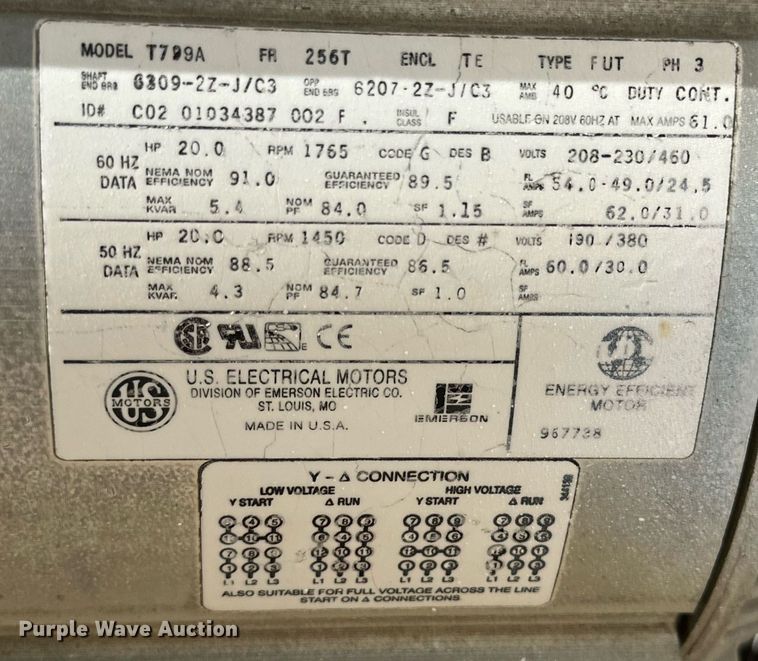 MODEL T799A FR 256T ENCL TE TYPE FUT PH 3
SHAFT END BRG 6309-2Z-J/C3 OPP END BRG 6207-2Z-J/C3 MAX AMB 40 °C DUTY CONT.
ID# C02 01034387 002 F . INSUL CLASS F USABLE ON 208V 60HZ AT MAX AMPS 61.0
60 HZ DATA
HP 20.0 RPM 1765 CODE G DES B VOLTS 208-230/460
NEMA NOM EFFICIENCY 91.0 GUARANTEED EFFICIENCY 89.5 FL AMPS 54.0-49.0/24.5
MAX KVAR 5.4 NOM PF 84.0 SF 1.15 SF AMPS 62.0/31.0
50 HZ DATA
HP 20.0 RPM 1450 CODE D DES # VOLTS 190 /380
NEMA NOM EFFICIENCY 88.5 GUARANTEED EFFICIENCY 86.5 FL AMPS 60.0/30.0
MAX KVAR 4.3 NOM PF 84.7 SF 1.0 SF AMPS
US MOTORS
U.S. ELECTRICAL MOTORS
DIVISION OF EMERSON ELECTRIC CO.
ST. LOUIS, MO
MADE IN U.S.A.
EMERSON
ENERGY EFFICIENT
MOTOR
967738
Y - Δ CONNECTION
LOW VOLTAGE HIGH VOLTAGE
Y START Δ RUN Y START Δ RUN
L1 L2 L3 L1 L2 L3 L1 L2 L3 L1 L2 L3
ALSO SUITABLE FOR FULL VOLTAGE ACROSS THE LINE
START ON Δ CONNECTIONS
Purple Wave Auction